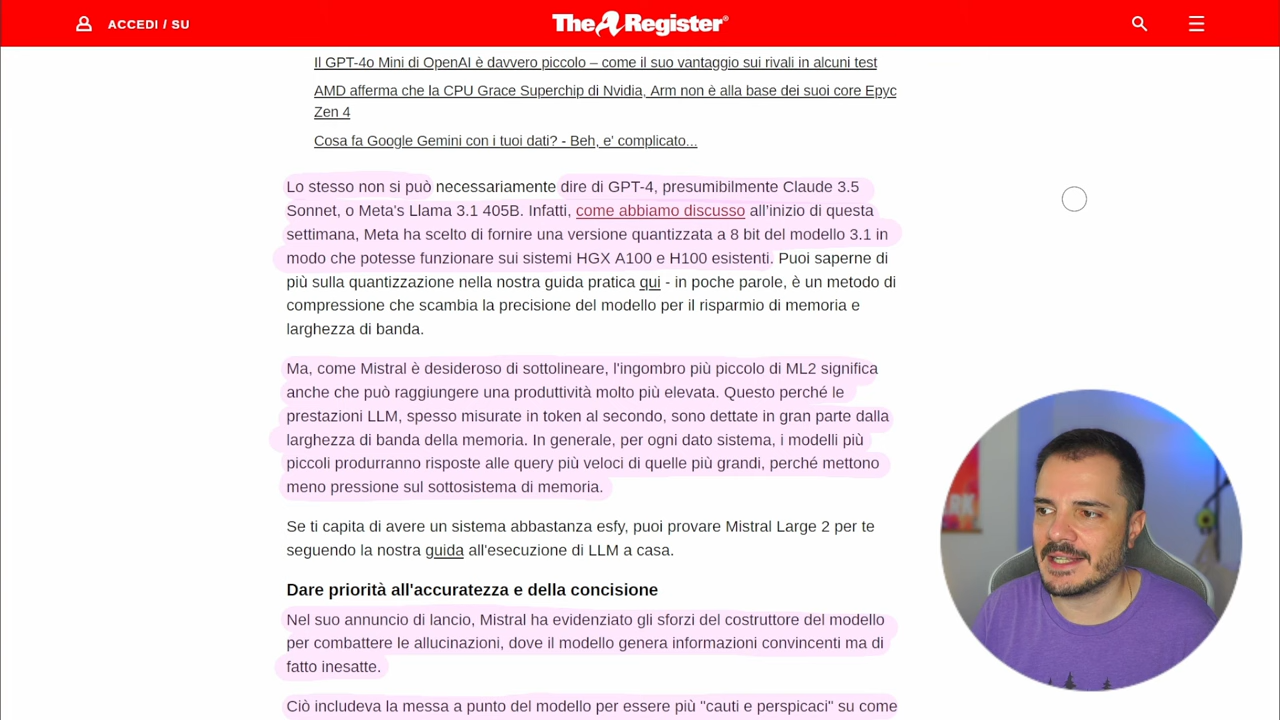 ACCEDI / SU
The Register®
Il GPT-4o Mini di OpenAI è davvero piccolo – come il suo vantaggio sui rivali in alcuni test
AMD afferma che la CPU Grace Superchip di Nvidia, Arm non è alla base dei suoi core Epyc
Zen 4
Cosa fa Google Gemini con i tuoi dati? - Beh, e' complicato...
Lo stesso non si può necessariamente dire di GPT-4, presumibilmente Claude 3.5
Sonnet, o Meta's Llama 3.1 405B. Infatti, come abbiamo discusso all'inizio di questa
settimana, Meta ha scelto di fornire una versione quantizzata a 8 bit del modello 3.1 in
modo che potesse funzionare sui sistemi HGX A100 e H100 esistenti. Puoi saperne di
più sulla quantizzazione nella nostra guida pratica qui - in poche parole, è un metodo di
compressione che scambia la precisione del modello per il risparmio di memoria e
larghezza di banda.
Ma, come Mistral è desideroso di sottolineare, l'ingombro più piccolo di ML2 significa
anche che può raggiungere una produttività molto più elevata. Questo perché le
prestazioni LLM, spesso misurate in token al secondo, sono dettate in gran parte dalla
larghezza di banda della memoria. In generale, per ogni dato sistema, i modelli più
piccoli produrranno risposte alle query più veloci di quelle più grandi, perché mettono
meno pressione sul sottosistema di memoria.
Se ti capita di avere un sistema abbastanza esfy, puoi provare Mistral Large 2 per te
seguendo la nostra guida all'esecuzione di LLM a casa.
Dare priorità all'accuratezza e della concisione
Nel suo annuncio di lancio, Mistral ha evidenziato gli sforzi del costruttore del modello
per combattere le allucinazioni, dove il modello genera informazioni convincenti ma di
fatto inesatte.
Ciò includeva la messa a punto del modello per essere più "cauti e perspicaci" su come